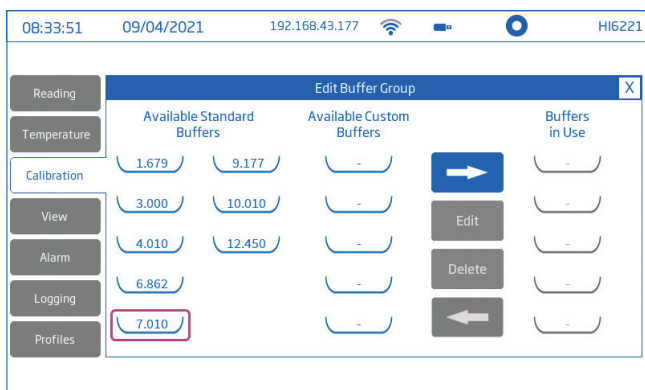 08:33:51 09/04/2021 192.168.43.177 HI6221
Reading
Temperature
Calibration
View
Alarm
Logging
Profiles
Edit Buffer Group X
Available Standard Buffers
Available Custom Buffers
Buffers in Use
1.679 9.177 - -
3.000 10.010 - - Edit
4.010 12.450 - - Delete
6.862 - -
7.010 - -